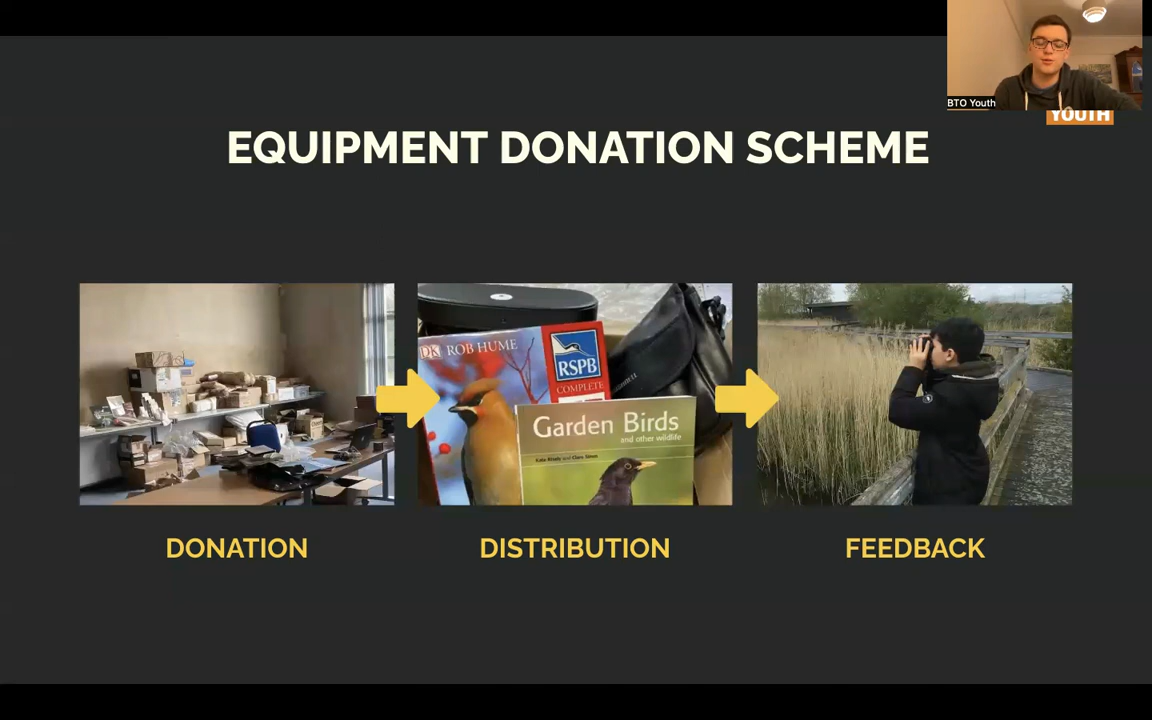 BTO Youth
YOUTH
EQUIPMENT DONATION SCHEME
DK ROB HUME
RSPB
COMPLETE
Garden Birds
and other wildlife
DONATION
DISTRIBUTION
FEEDBACK